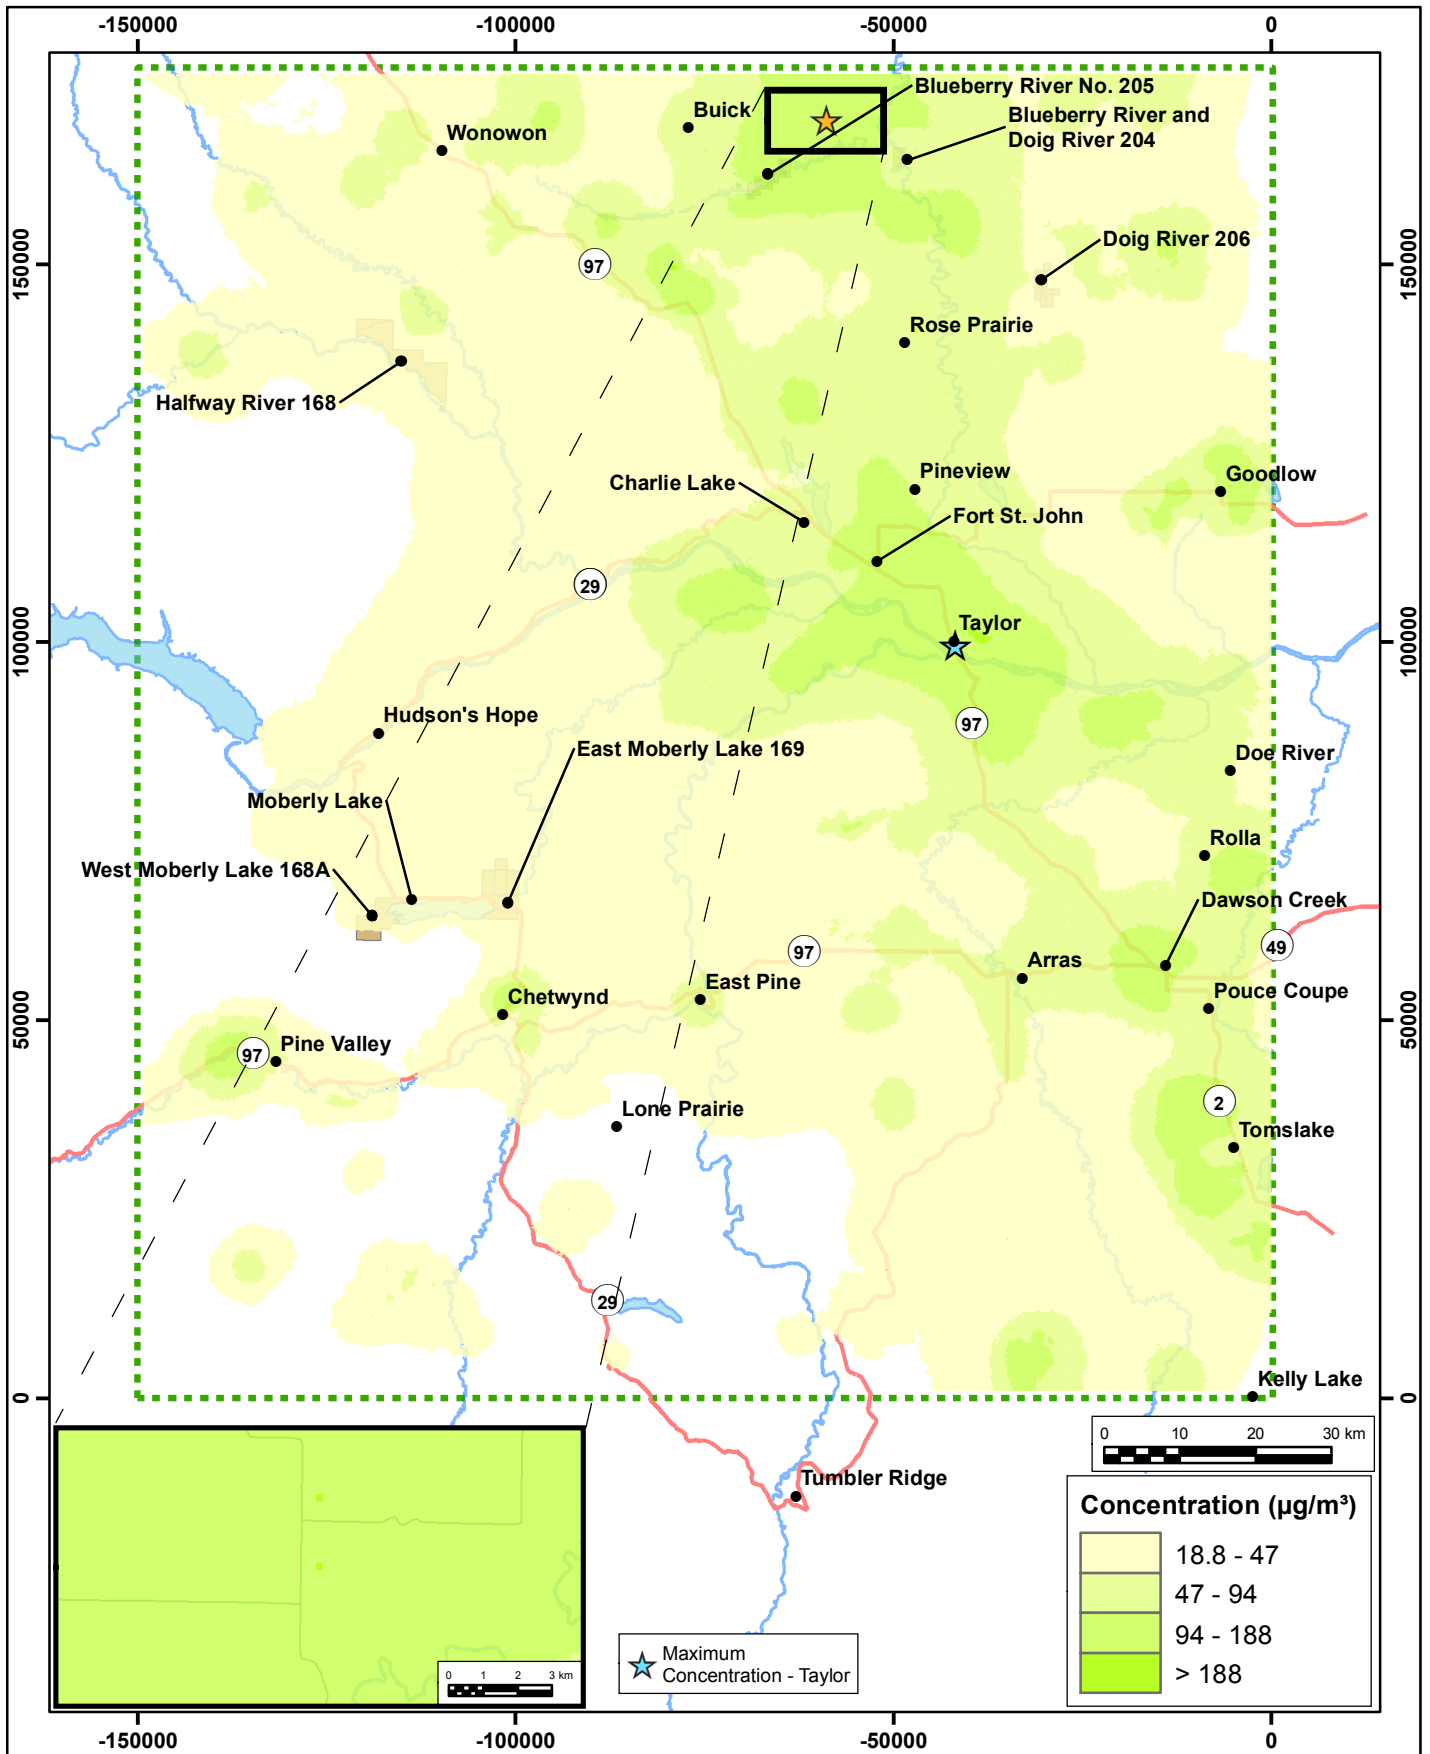 -150000
-100000
-50000
0
Blueberry River No. 205
Buick
Blueberry River and
Doig River 204
Wonowon
150000
150000
Doig River 206
97
Rose Prairie
Halfway River 168
Pineview
Goodlow
Charlie Lake
Fort St. John
29
100000
Taylor
100000
Hudson's Hope
97
East Moberly Lake 169
Doe River
Moberly Lake
Rolla
West Moberly Lake 168A
Dawson Creek
97
49
Arras
East Pine
Chetwynd
Pouce Coupe
50000
50000
97
Pine Valley
2
Lone Prairie
Tomslake
29
0
Kelly Lake
0
0 10 20 30 km
Tumbler Ridge
Concentration (µg/m³)
18.8 - 47
47 - 94
94 - 188
> 188
Maximum
Concentration - Taylor
0 1 2 3 km
-150000
-100000
-50000
0